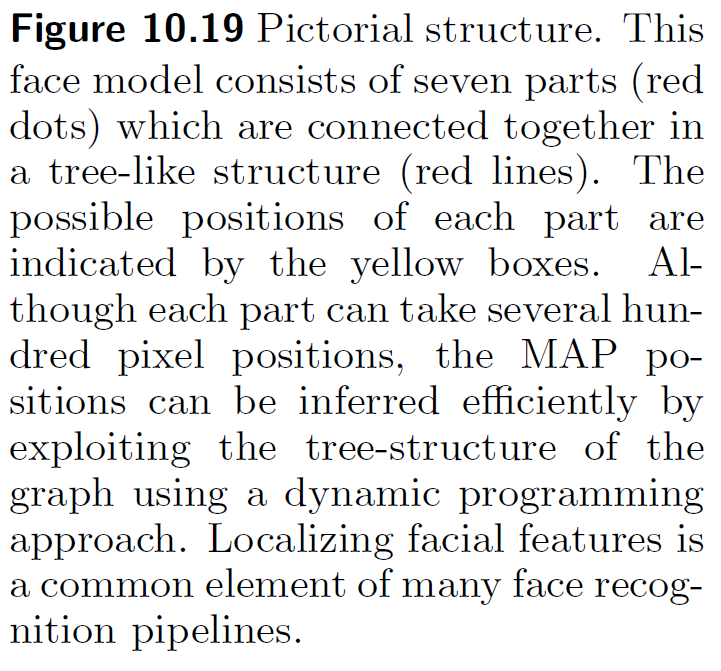 Figure 10.19 Pictorial structure. This
face model consists of seven parts (red
dots) which are connected together in
a tree-like structure (red lines). The
possible positions of each part are
indicated by the yellow boxes. Al-
though each part can take several hun-
dred pixel positions, the MAP po-
sitions can be inferred efficiently by
exploiting the tree-structure of the
graph using a dynamic programming
approach. Localizing facial features is
a common element of many face recog-
nition pipelines.